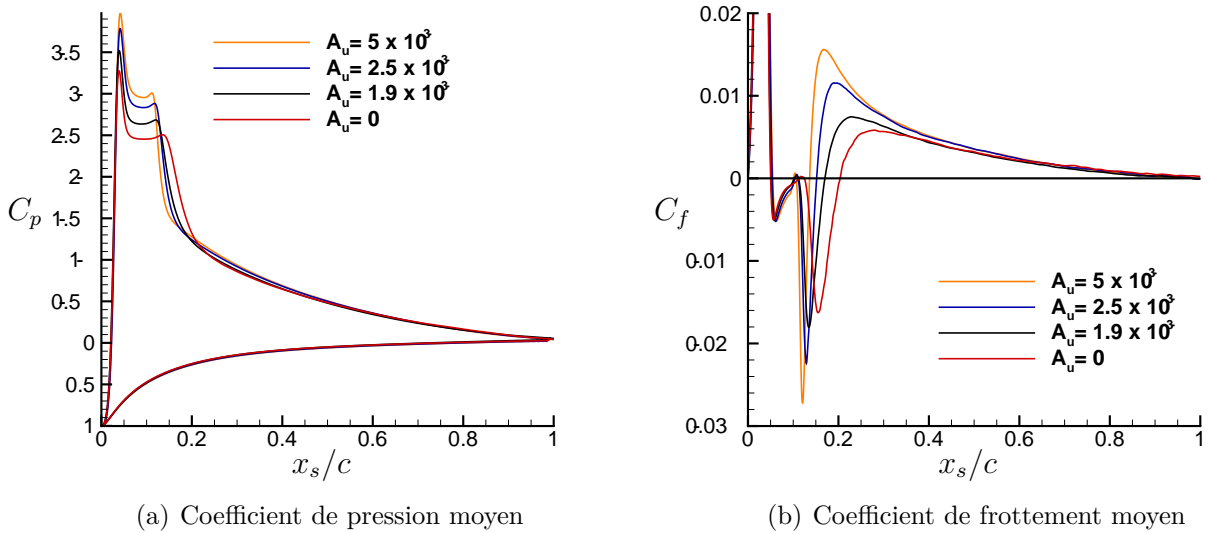 3.5
3
2.5
2
1.5
1
0.5
0
0.5
1
C_p
0 0.2 0.4 0.6 0.8 1
x_s/c
A_u= 5 x 10^-3
A_u= 2.5 x 10^-3
A_u= 1.9 x 10^-3
A_u= 0
(a) Coefficient de pression moyen
0.02
0.01
0
0.01
0.02
0.03
C_f
0 0.2 0.4 0.6 0.8 1
x_s/c
A_u= 5 x 10^-3
A_u= 2.5 x 10^-3
A_u= 1.9 x 10^-3
A_u= 0
(b) Coefficient de frottement moyen